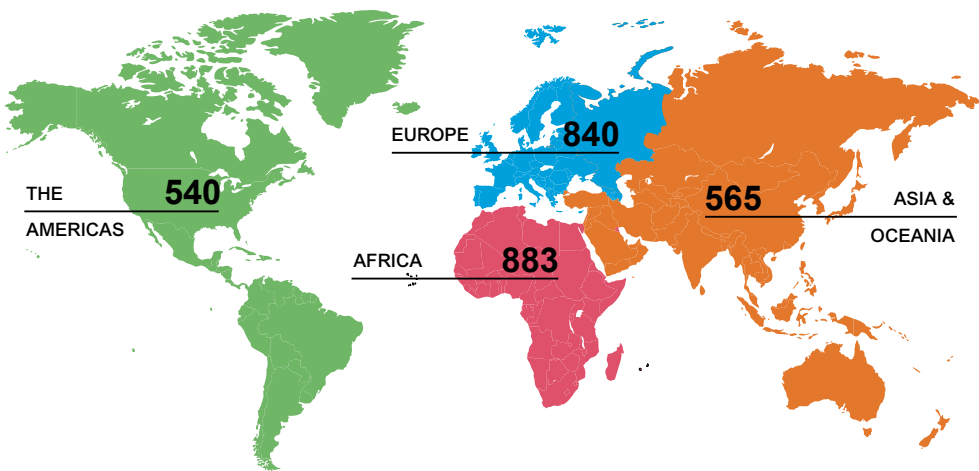 EUROPE 840
THE 540
AMERICAS
565 ASIA &
OCEANIA
AFRICA 883